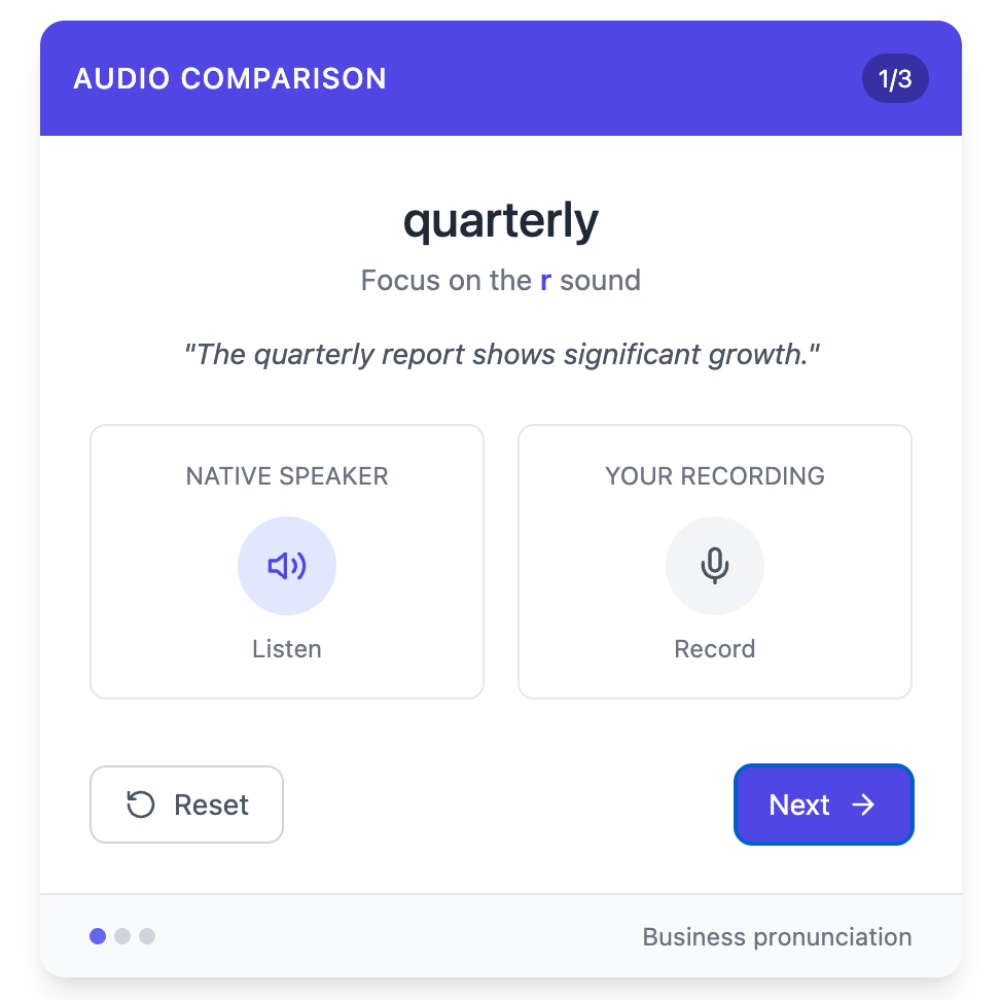 AUDIO COMPARISON
1/3
quarterly
Focus on the r sound
"The quarterly report shows significant growth."
NATIVE SPEAKER
Listen
YOUR RECORDING
Record
Reset
Next
Business pronunciation